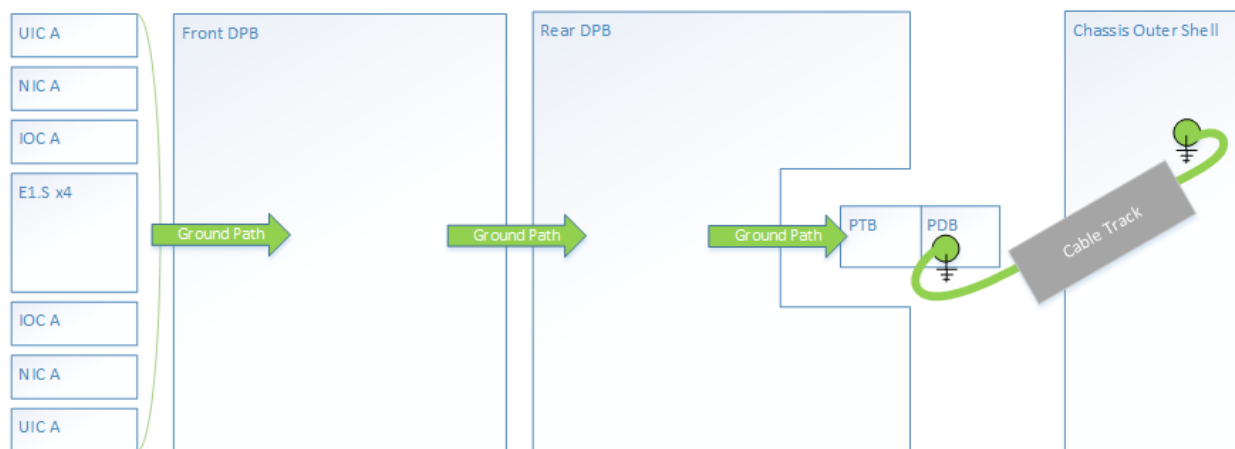 UIC A
NIC A
IOC A
E1.S x4
IOC A
NIC A
UIC A
Front DPB
Rear DPB
Ground Path
Ground Path
Ground Path
PTB
PDB
Cable Track
Chassis Outer Shell